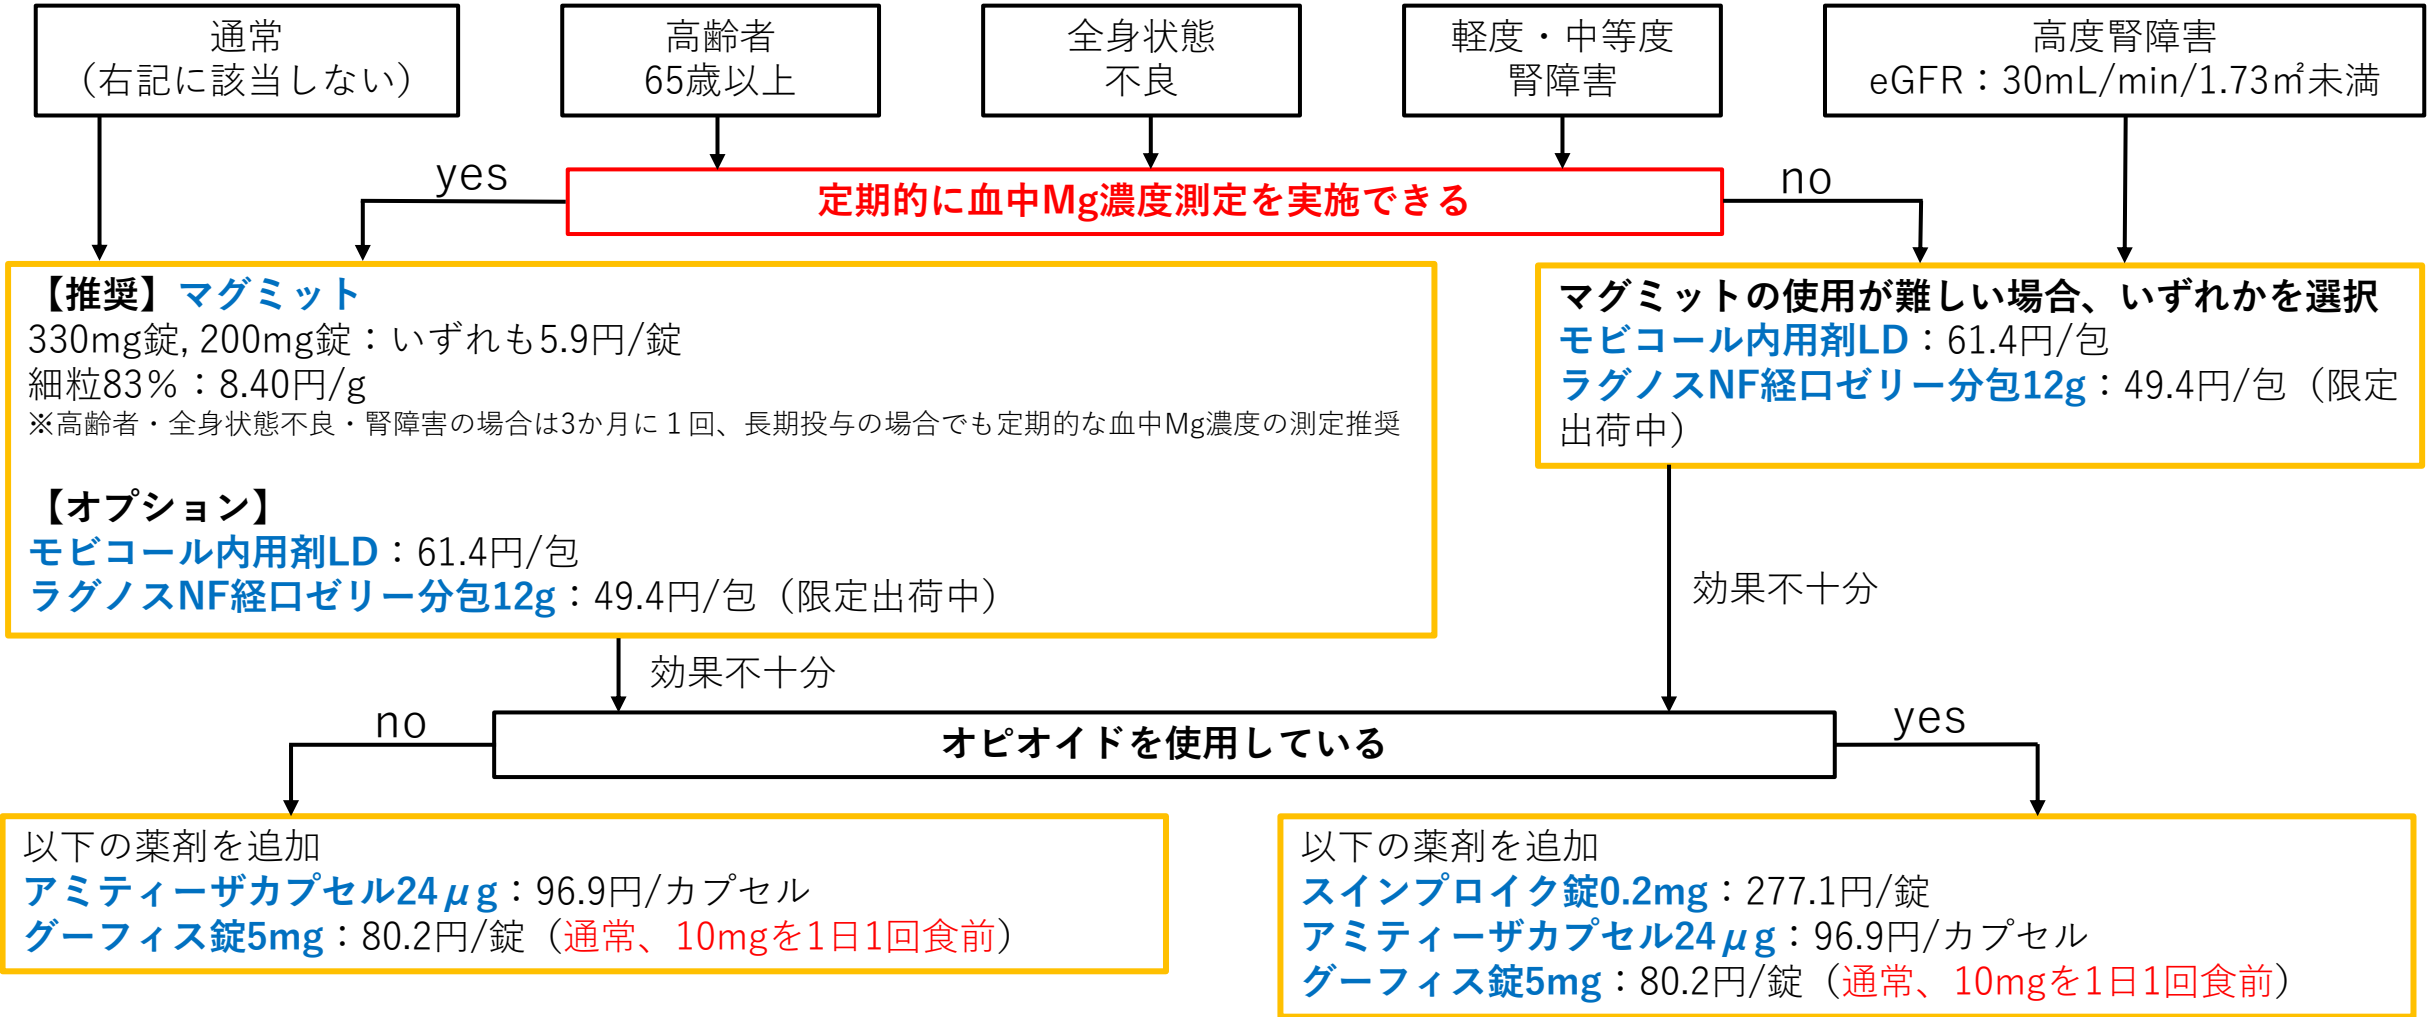 通常
（右記に該当しない）
高齢者
65歳以上
全身状態
不良
軽度・中等度
腎障害
高度腎障害
eGFR：30mL/min/1.73㎡未満
yes
定期的に血中Mg濃度測定を実施できる
no
【推奨】マグミット
330mg錠, 200mg錠：いずれも5.9円/錠
細粒83%：8.40円/g
※高齢者・全身状態不良・腎障害の場合は3か月に１回、長期投与の場合でも定期的な血中Mg濃度の測定推奨
【オプション】
モビコール内用剤LD：61.4円/包
ラグノスNF経口ゼリー分包12g：49.4円/包（限定出荷中）
マグミットの使用が難しい場合、いずれかを選択
モビコール内用剤LD：61.4円/包
ラグノスNF経口ゼリー分包12g：49.4円/包（限定
出荷中）
効果不十分
効果不十分
no
オピオイドを使用している
yes
以下の薬剤を追加
アミティーザカプセル24μg：96.9円/カプセル
グーフィス錠5mg：80.2円/錠（通常、10mgを1日1回食前）
以下の薬剤を追加
スインプロイク錠0.2mg：277.1円/錠
アミティーザカプセル24μg：96.9円/カプセル
グーフィス錠5mg：80.2円/錠（通常、10mgを1日1回食前）